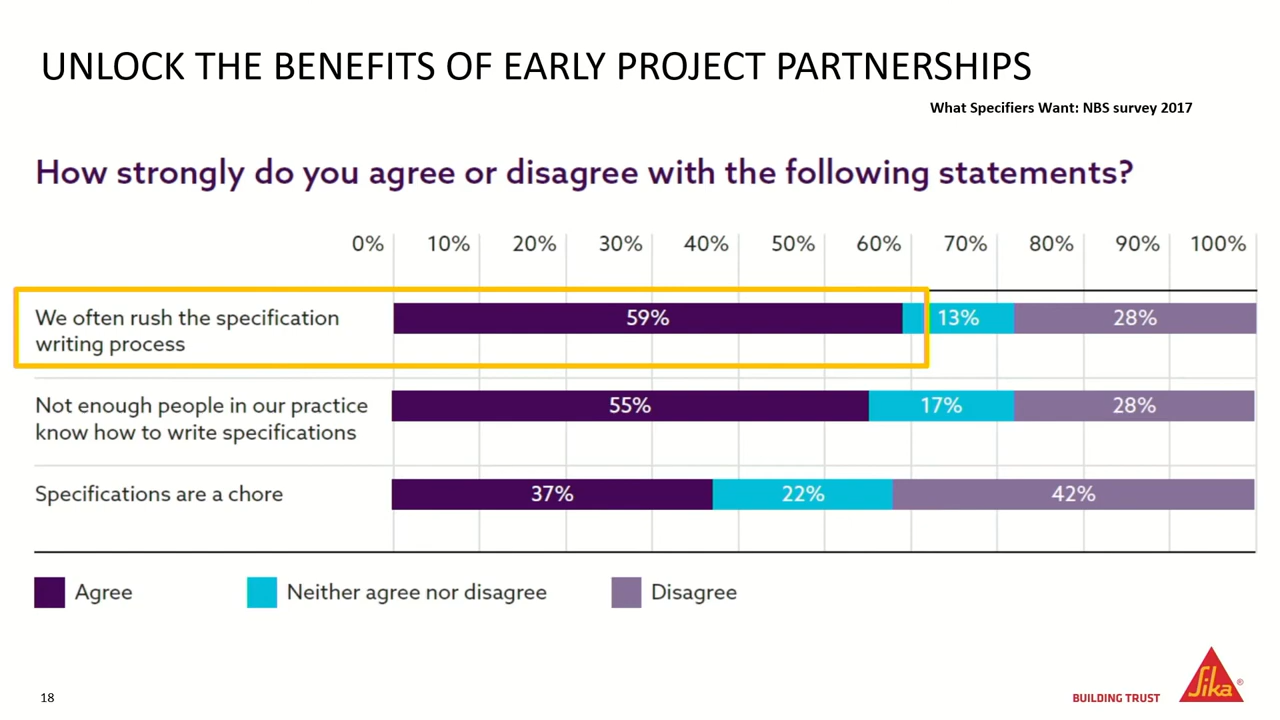 UNLOCK THE BENEFITS OF EARLY PROJECT PARTNERSHIPS
What Specifiers Want: NBS survey 2017
How strongly do you agree or disagree with the following statements?
0% 10% 20% 30% 40% 50% 60% 70% 80% 90% 100%
We often rush the specification
writing process
59% 13% 28%
Not enough people in our practice
know how to write specifications
55% 17% 28%
Specifications are a chore
37% 22% 42%
Agree Neither agree nor disagree Disagree
18
BUILDING TRUST
Sika®